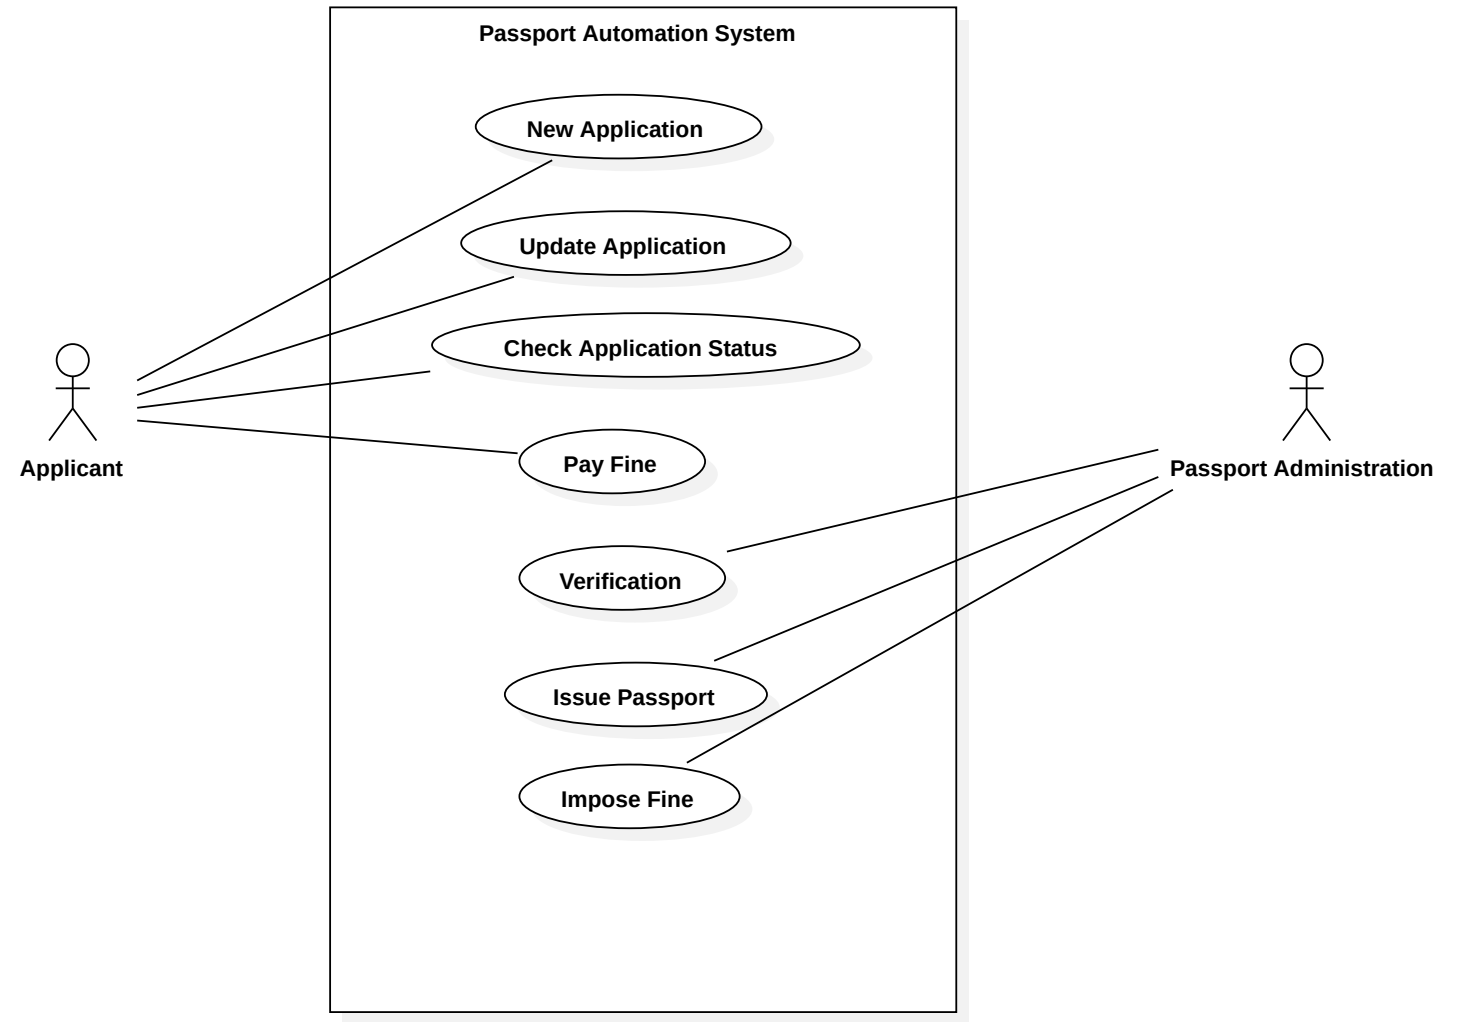 Passport Automation System
New Application
Update Application
Check Application Status
Applicant
Pay Fine
Passport Administration
Verification
Issue Passport
Impose Fine